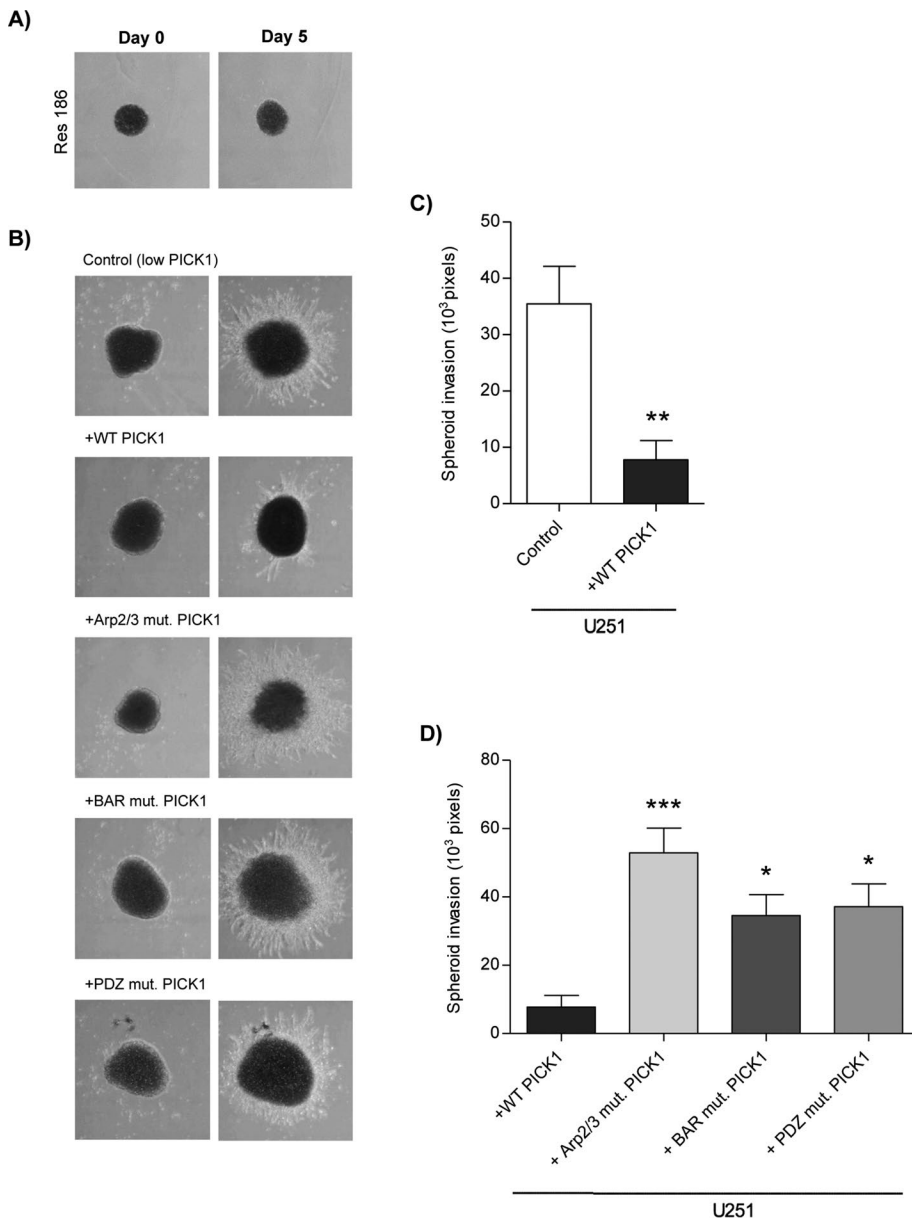 A)
Day 0
Day 5
Res 186
B)
Control (low PICK1)
+WT PICK1
+Arp2/3 mut. PICK1
+BAR mut. PICK1
+PDZ mut. PICK1
C)
Spheroid invasion (10³ pixels)
50
40
30
20
10
0
**
Control
+WT PICK1
U251
D)
Spheroid invasion (10³ pixels)
80
60
40
20
0
***
*
*
+WT PICK1
+ Arp2/3 mut. PICK1
+ BAR mut. PICK1
+ PDZ mut. PICK1
U251